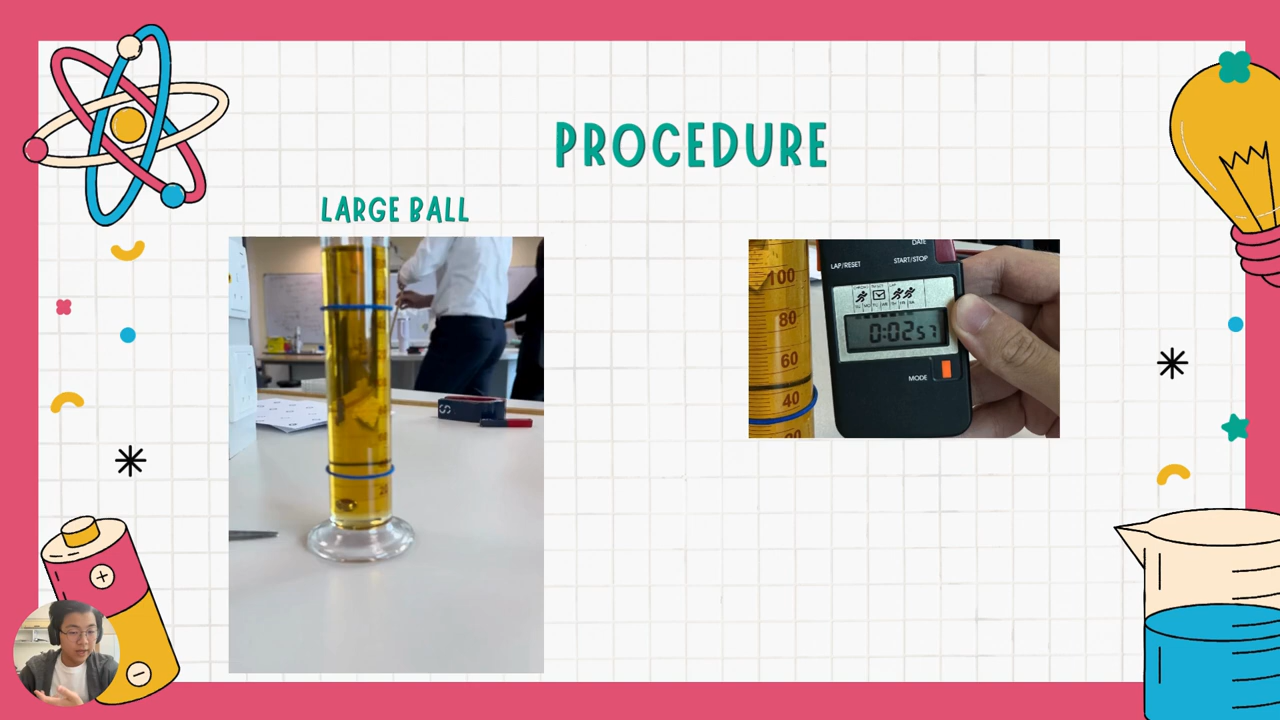 PROCEDURE
LARGE BALL
DATE
LAP/RESET
START/STOP
100
80
60
40
0:02 57
MODE
+
−